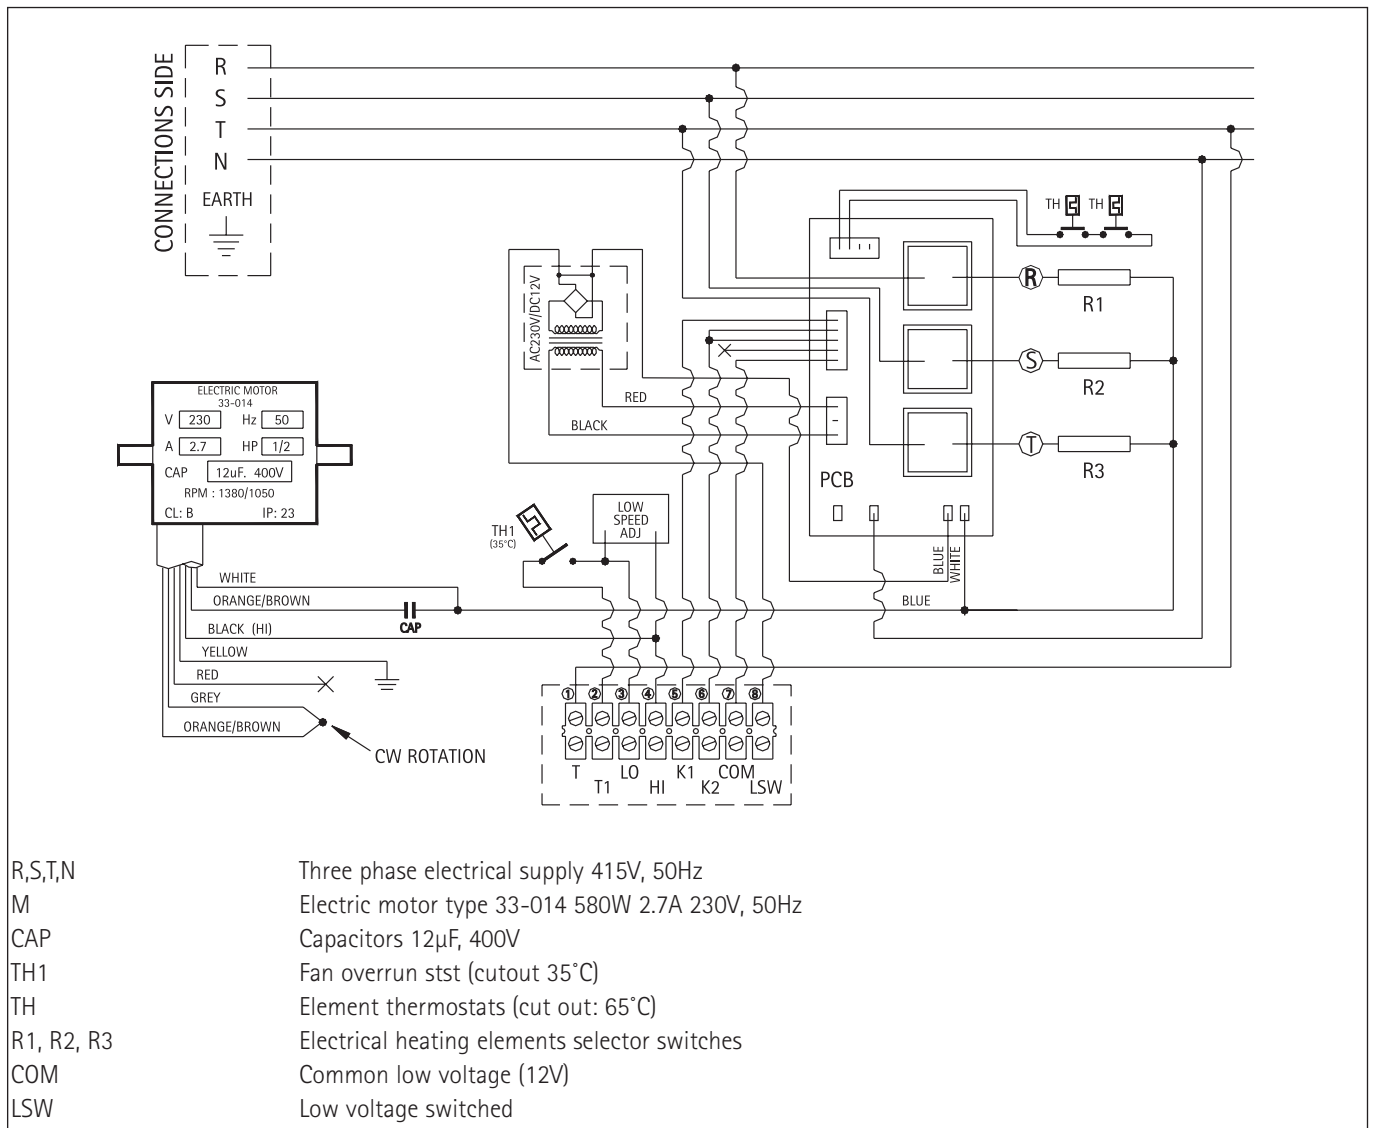 CONNECTIONS SIDE
R
S
T
N
EARTH
TH TH
AC230V/DC12V
R
R1
S
R2
T
R3
RED
BLACK
PCB
ELECTRIC MOTOR
33-014
V 230 Hz 50
A 2.7 HP 1/2
CAP 12uF. 400V
RPM : 1380/1050
CL: B IP: 23
LOW
SPEED
ADJ
TH1
(35°C)
BLUE
WHITE
WHITE
ORANGE/BROWN
CAP
BLUE
BLACK (HI)
YELLOW
RED
GREY
ORANGE/BROWN
CW ROTATION
1 2 3 4 5 6 7 8
T LO K1 COM
T1 HI K2 LSW
R,S,T,N Three phase electrical supply 415V, 50Hz
M Electric motor type 33-014 580W 2.7A 230V, 50Hz
CAP Capacitors 12µF, 400V
TH1 Fan overrun stst (cutout 35˚C)
TH Element thermostats (cut out: 65˚C)
R1, R2, R3 Electrical heating elements selector switches
COM Common low voltage (12V)
LSW Low voltage switched